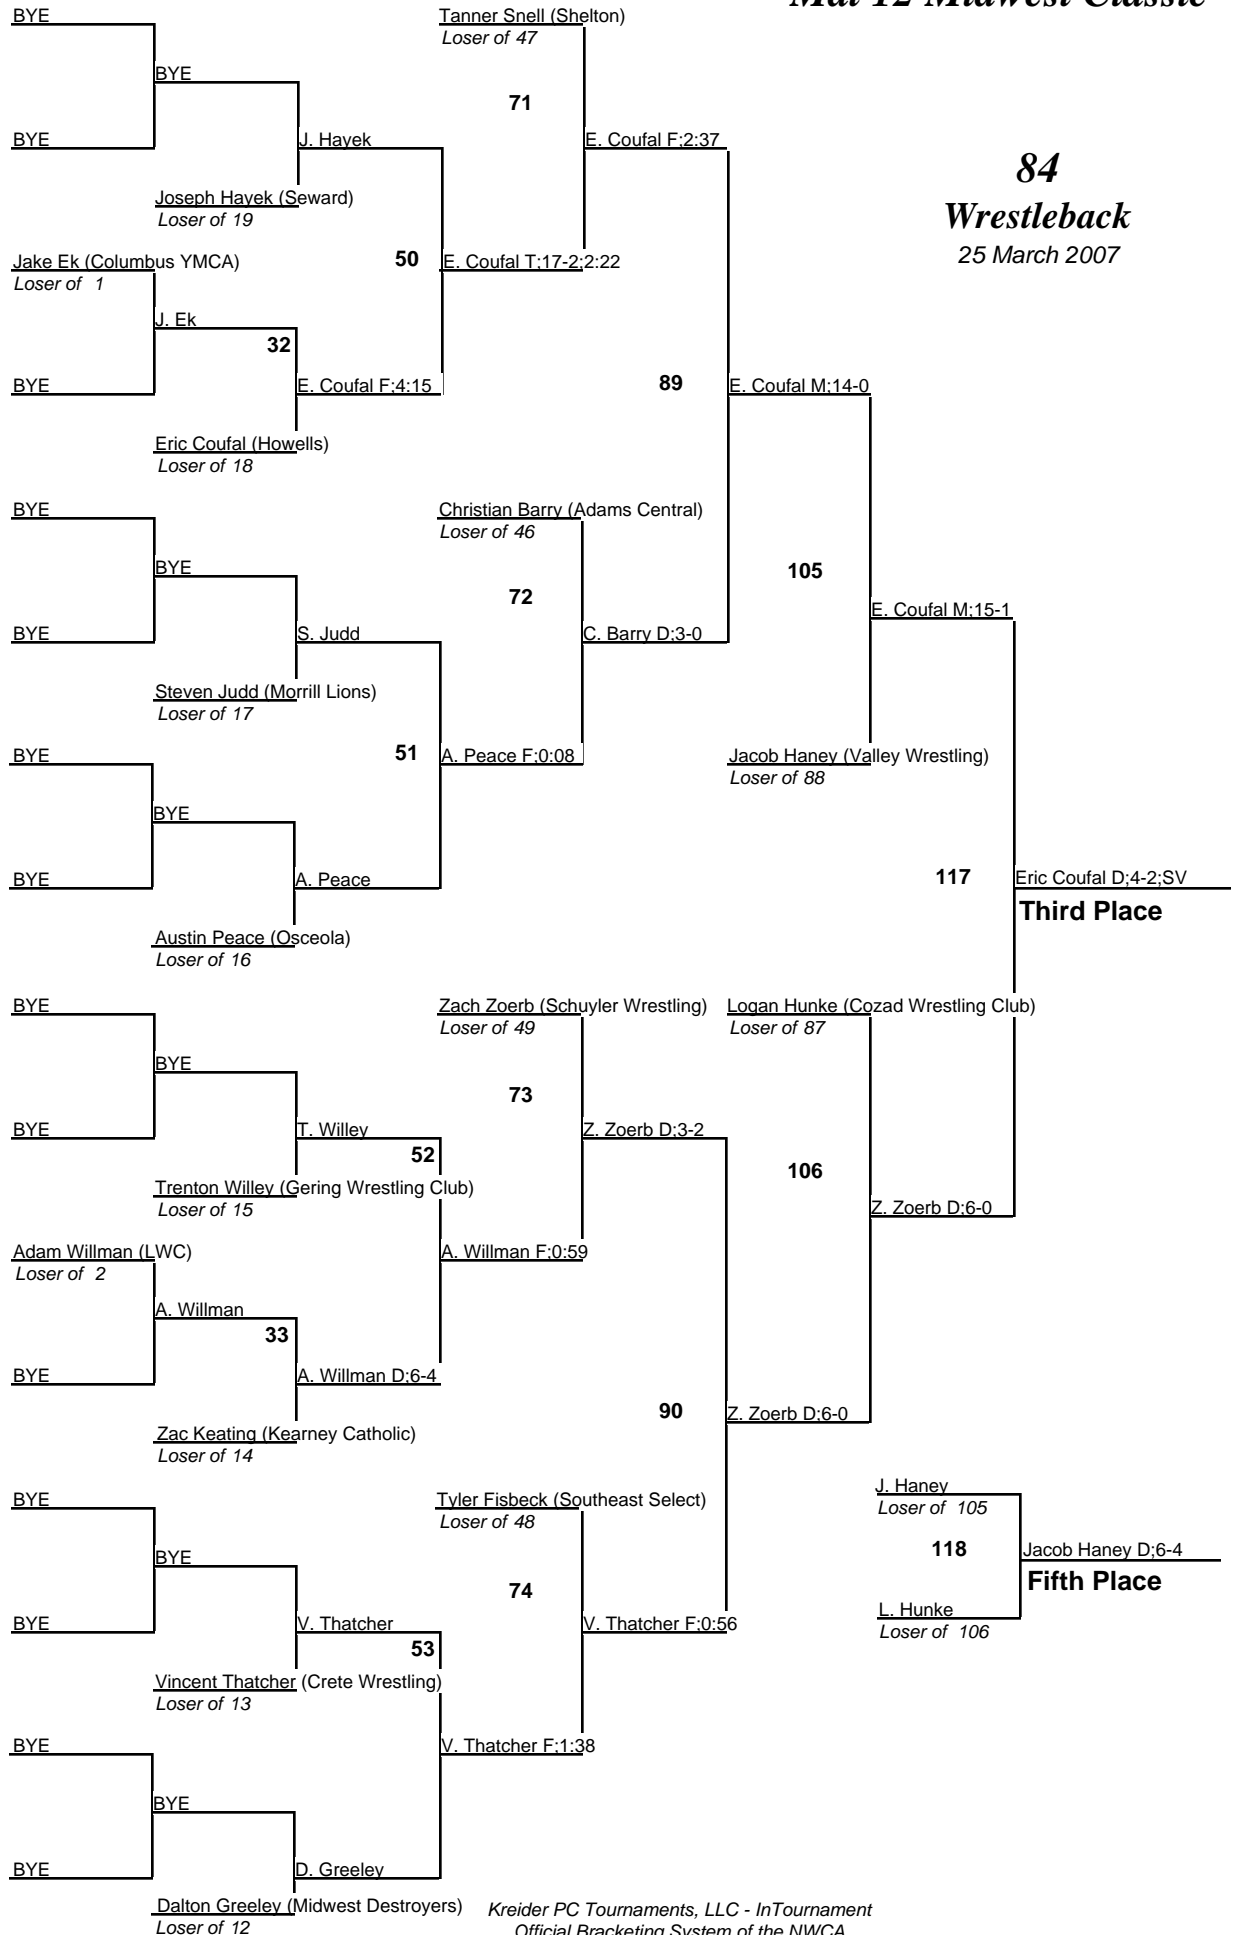 Mat 12 Midwest Classic
84
Wrestleback
25 March 2007
BYE
BYE
BYE
J. Hayek
Joseph Hayek (Seward)
Loser of 19
Jake Ek (Columbus YMCA)
Loser of 1
J. Ek
32
BYE
E. Coufal F;4:15
Eric Coufal (Howells)
Loser of 18
50
E. Coufal T;17-2;2:22
Tanner Snell (Shelton)
Loser of 47
71
E. Coufal F;2:37
BYE
BYE
BYE
S. Judd
Steven Judd (Morrill Lions)
Loser of 17
BYE
BYE
BYE
A. Peace
Austin Peace (Osceola)
Loser of 16
51
A. Peace F;0:08
Christian Barry (Adams Central)
Loser of 46
72
C. Barry D;3-0
89
E. Coufal M;14-0
105
Jacob Haney (Valley Wrestling)
Loser of 88
E. Coufal M;15-1
117
Eric Coufal D;4-2;SV
Third Place
BYE
BYE
BYE
T. Willey
Trenton Willey (Gering Wrestling Club)
Loser of 15
52
Adam Willman (LWC)
Loser of 2
A. Willman
33
BYE
A. Willman D;6-4
Zac Keating (Kearney Catholic)
Loser of 14
A. Willman F;0:59
Zach Zoerb (Schuyler Wrestling)
Loser of 49
73
Z. Zoerb D;3-2
Logan Hunke (Cozad Wrestling Club)
Loser of 87
106
Z. Zoerb D;6-0
90
Z. Zoerb D;6-0
BYE
BYE
BYE
V. Thatcher
53
Vincent Thatcher (Crete Wrestling)
Loser of 13
BYE
BYE
BYE
D. Greeley
Dalton Greeley (Midwest Destroyers)
Loser of 12
V. Thatcher F;1:38
Tyler Fisbeck (Southeast Select)
Loser of 48
74
V. Thatcher F;0:56
J. Haney
Loser of 105
118
Jacob Haney D;6-4
Fifth Place
L. Hunke
Loser of 106
Kreider PC Tournaments, LLC - InTournament
Official Bracketing System of the NWCA